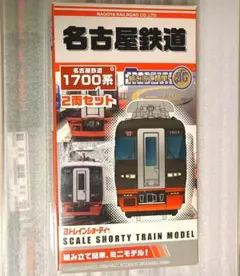 NAGOYA RAILROAD CO.,LTD.
名古屋鉄道
名古屋鉄道
1700系
2両セット
Bトレインショーティー
SCALE SHORTY TRAIN MODEL
組み立て簡単、ミニモデル!